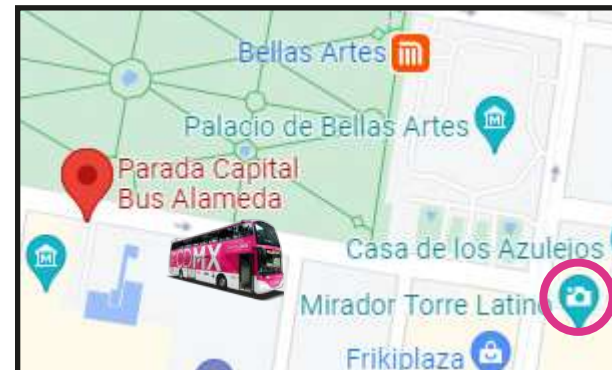 Bellas Artes
Palacio de Bellas Artes
Parada Capital
Bus Alameda
CDMX
Casa de los Azulejos
Mirador Torre Latino
Frikiplaza